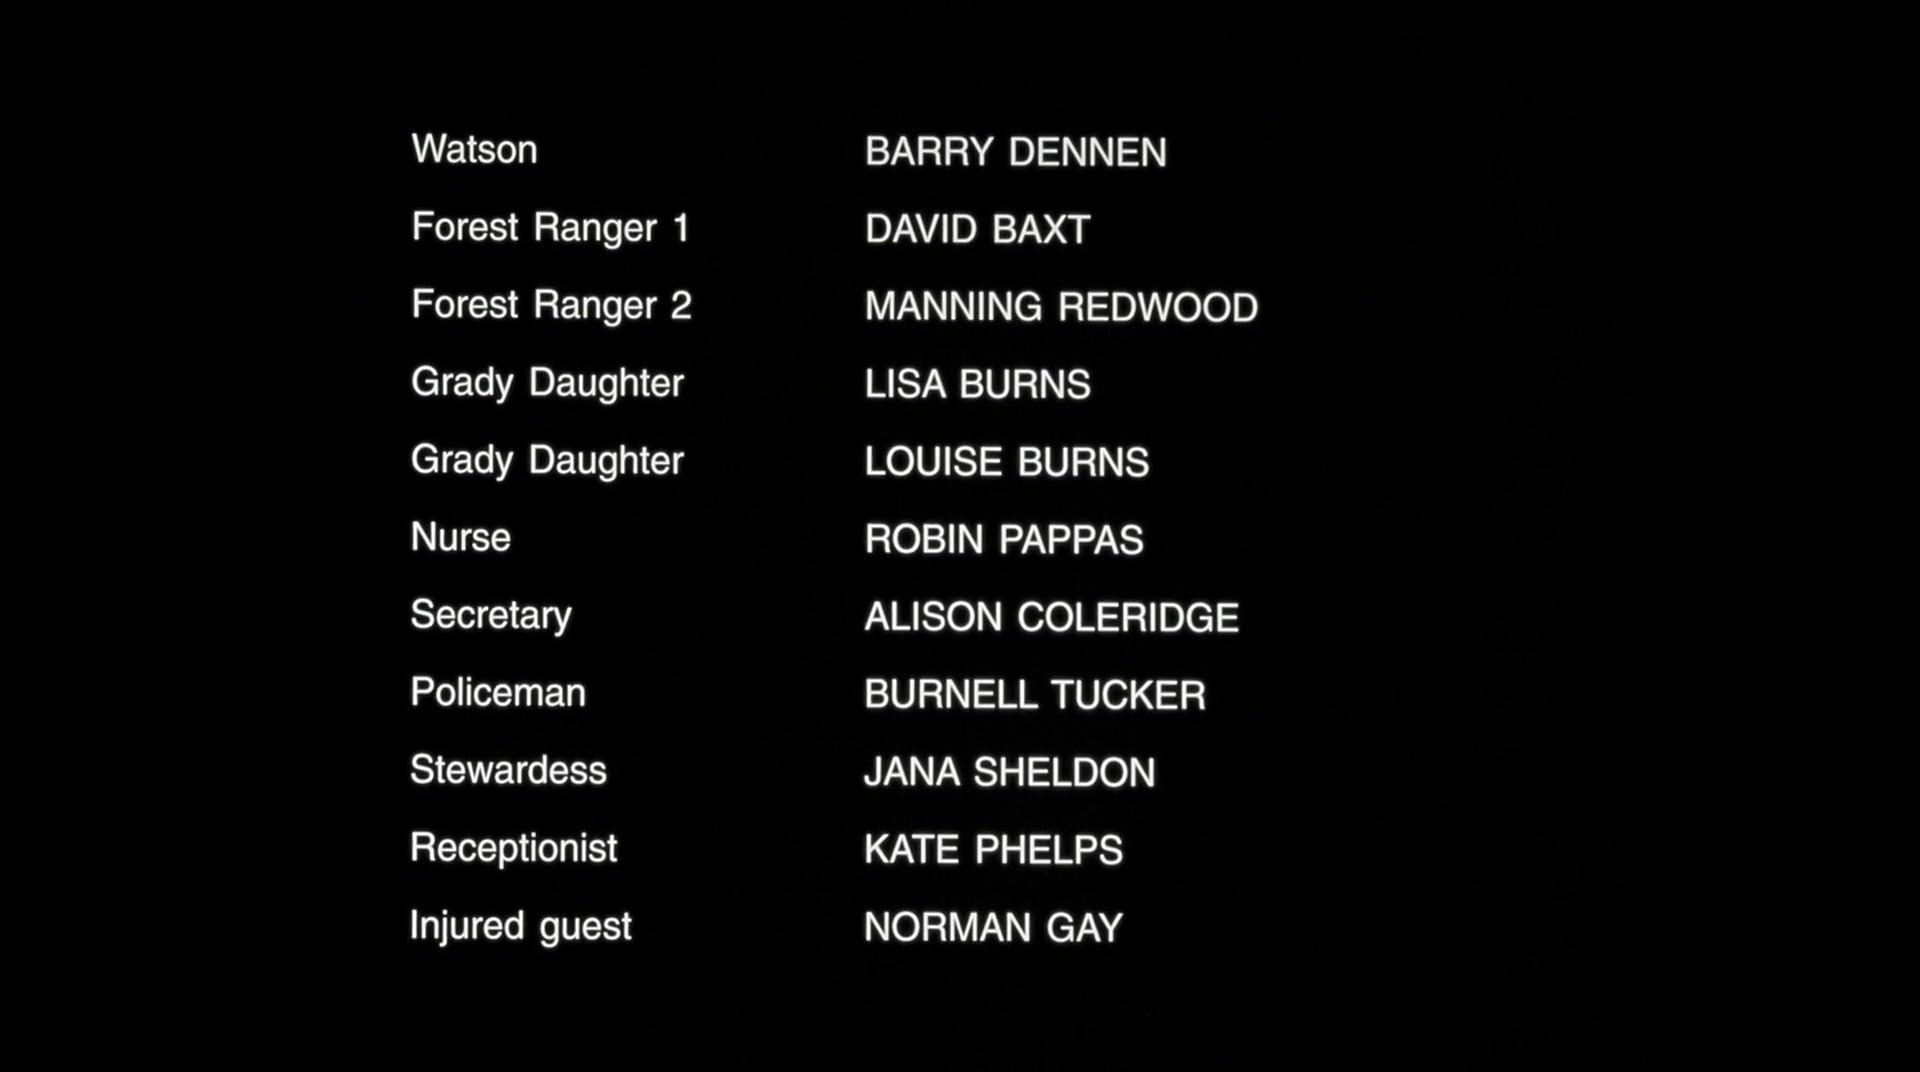 Watson BARRY DENNEN
Forest Ranger 1 DAVID BAXT
Forest Ranger 2 MANNING REDWOOD
Grady Daughter LISA BURNS
Grady Daughter LOUISE BURNS
Nurse ROBIN PAPPAS
Secretary ALISON COLERIDGE
Policeman BURNELL TUCKER
Stewardess JANA SHELDON
Receptionist KATE PHELPS
Injured guest NORMAN GAY